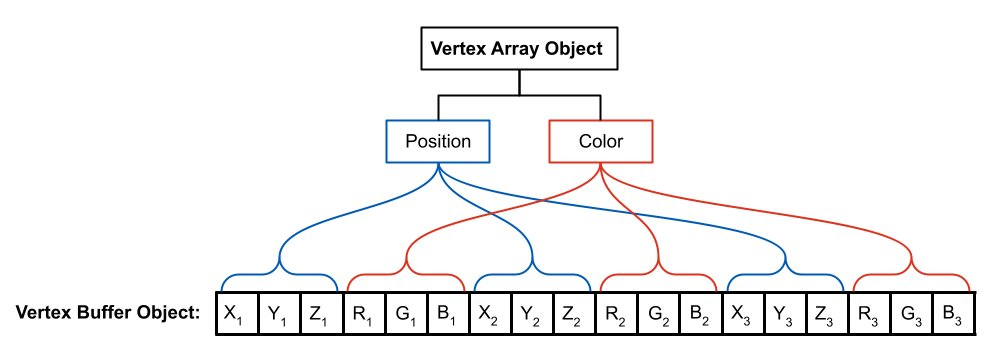 Vertex Array Object
Position Color
Vertex Buffer Object: X₁ Y₁ Z₁ R₁ G₁ B₁ X₂ Y₂ Z₂ R₂ G₂ B₂ X₃ Y₃ Z₃ R₃ G₃ B₃